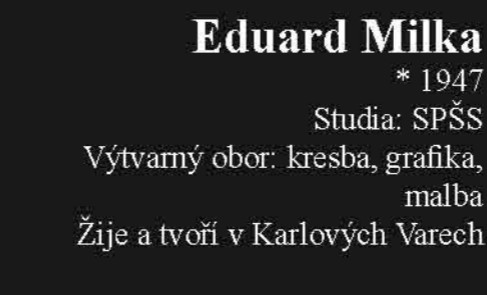 Eduard Milka
* 1947
Studia: SPŠS
Výtvarný obor: kresba, grafika,
malba
Žije a tvoří v Karlových Varech